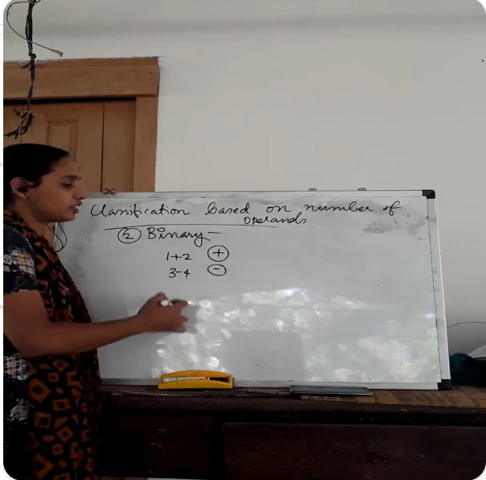 Classification based on number of
operands
② Binary -
1+2 ⊕
3-4 ⊖